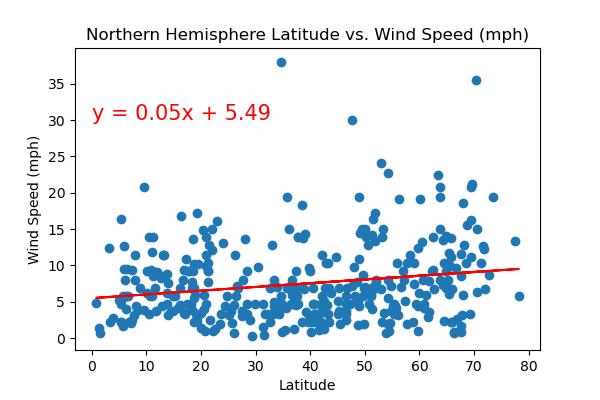 Northern Hemisphere Latitude vs. Wind Speed (mph)
y = 0.05x + 5.49
Wind Speed (mph)
35
30
25
20
15
10
5
0
0 10 20 30 40 50 60 70 80
Latitude